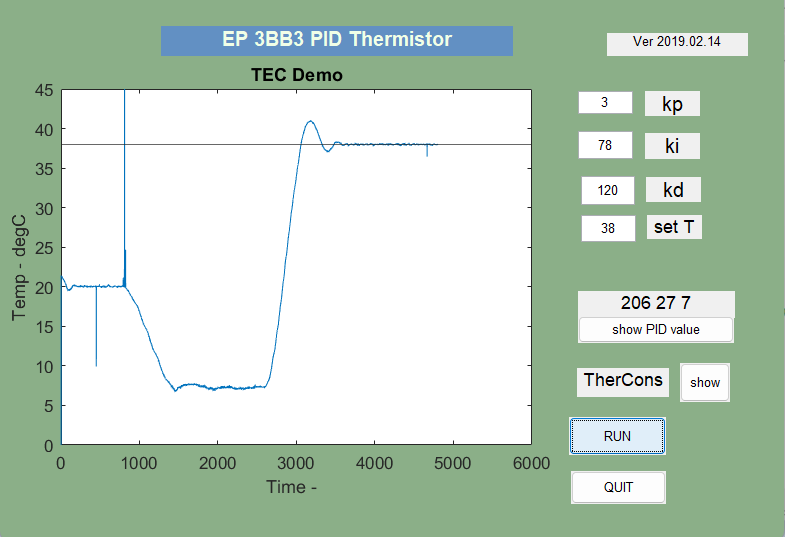 EP 3BB3 PID Thermistor
Ver 2019.02.14
TEC Demo
45
40
35
30
25
20
15
10
5
0
Temp - degC
0 1000 2000 3000 4000 5000 6000
Time -
3 kp
78 ki
120 kd
38 set T
206 27 7
show PID value
TherCons show
RUN
QUIT